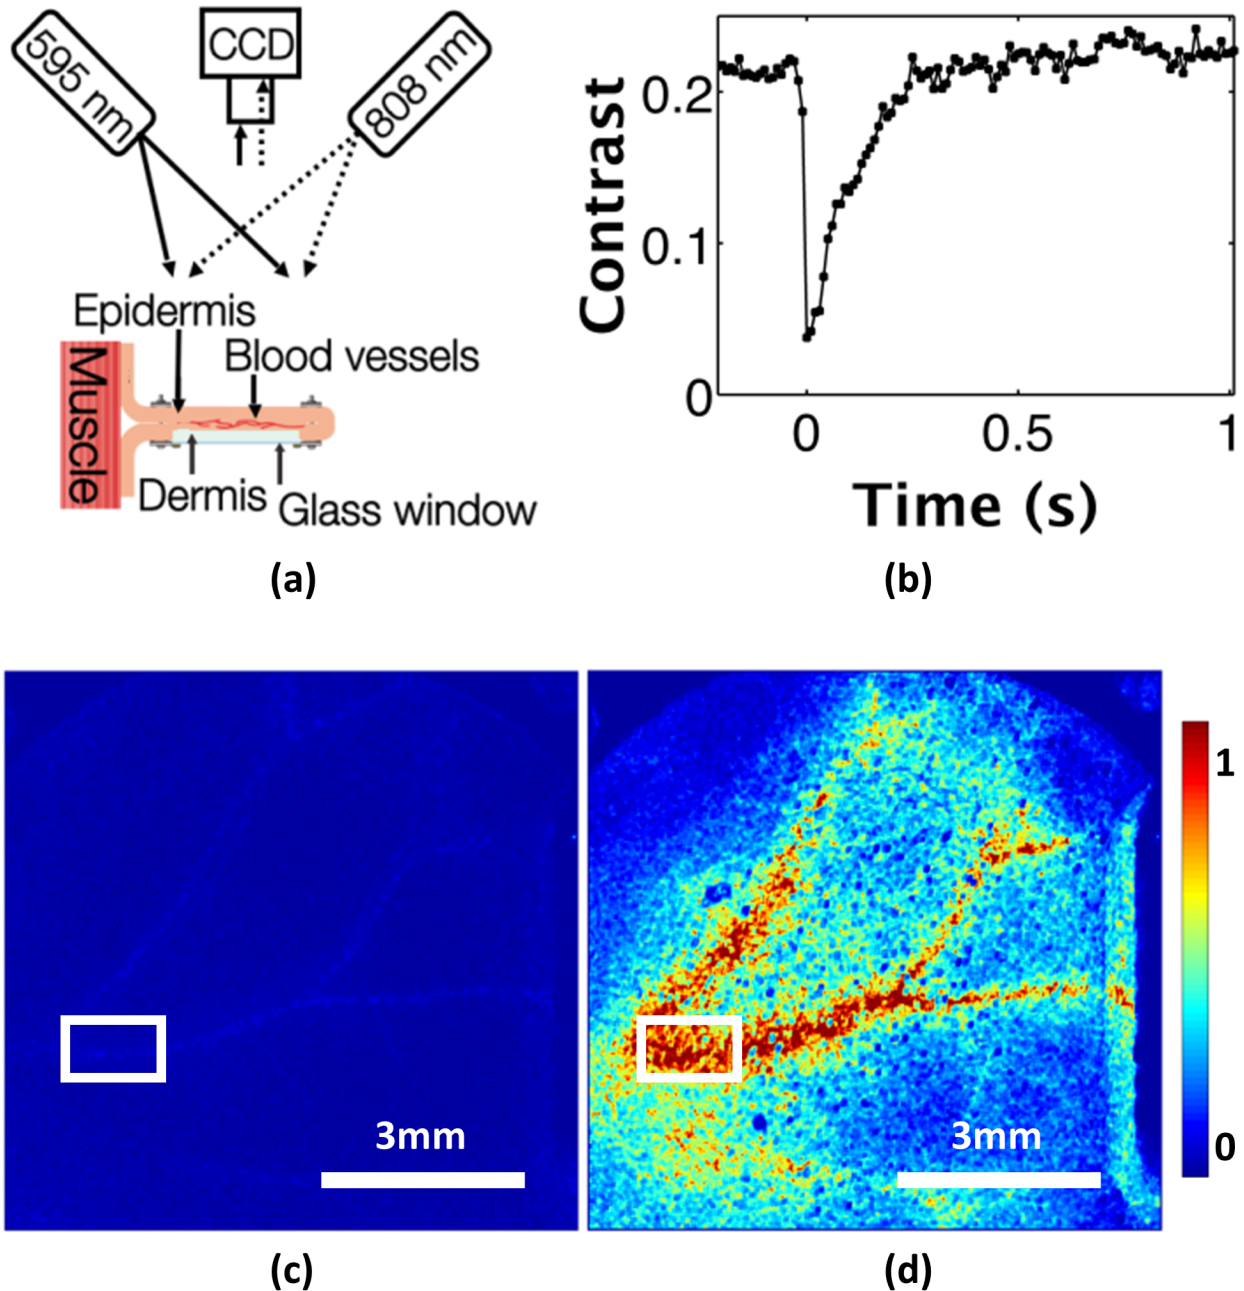 595 nm
CCD
808 nm
Epidermis
Blood vessels
Muscle
Dermis
Glass window
(a)
Contrast
0.2
0.1
0
0
0.5
1
Time (s)
(b)
3mm
(c)
3mm
1
0
(d)